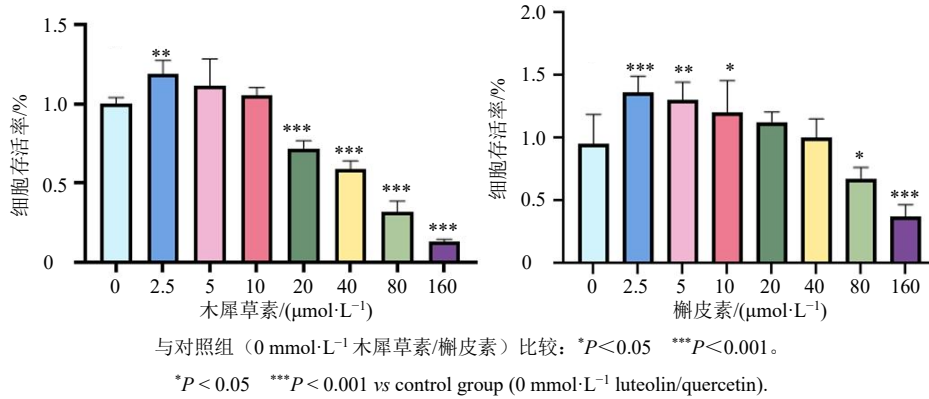 1.5
1.0
0.5
0
细胞存活率/%
** *** *** *** ***
0 2.5 5 10 20 40 80 160
木犀草素/(μmol·L⁻¹)
2.0
1.5
1.0
0.5
0
细胞存活率/%
*** ** * * ***
0 2.5 5 10 20 40 80 160
槲皮素/(μmol·L⁻¹)
与对照组（0 mmol·L⁻¹ 木犀草素/槲皮素）比较：*P＜0.05 ***P＜0.001。
*P < 0.05 ***P < 0.001 vs control group (0 mmol·L⁻¹ luteolin/quercetin).